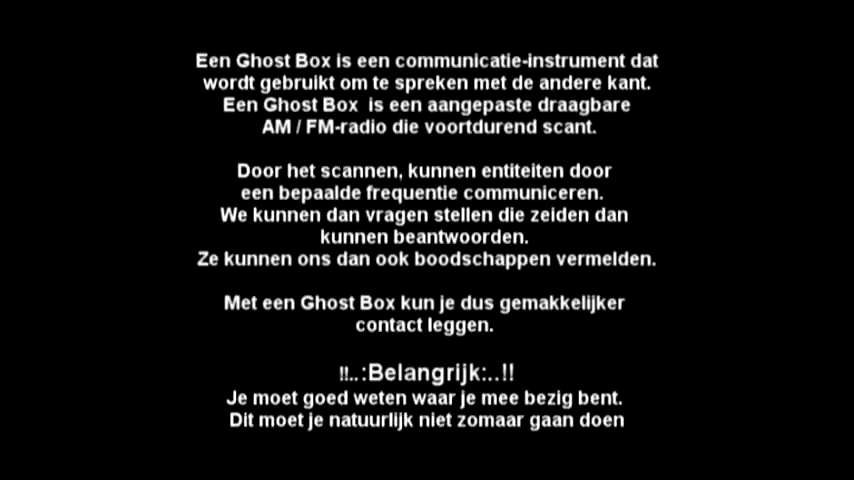 Een Ghost Box is een communicatie-instrument dat
wordt gebruikt om te spreken met de andere kant.
Een Ghost Box is een aangepaste draagbare
AM / FM-radio die voortdurend scant.
Door het scannen, kunnen entiteiten door
een bepaalde frequentie communiceren.
We kunnen dan vragen stellen die zeiden dan
kunnen beantwoorden.
Ze kunnen ons dan ook boodschappen vermelden.
Met een Ghost Box kun je dus gemakkelijker
contact leggen.
!!..:Belangrijk:..!!
Je moet goed weten waar je mee bezig bent.
Dit moet je natuurlijk niet zomaar gaan doen